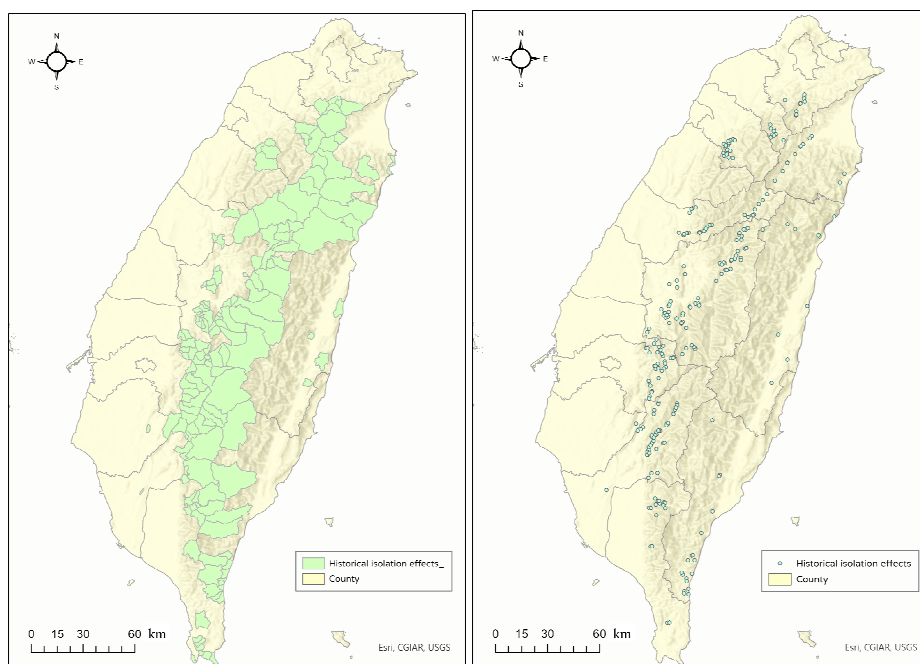 N
W E
S
Historical isolation effects_
County
0 15 30 60 km
Esri, CGIAR, USGS
N
W E
S
Historical isolation effects
County
0 15 30 60 km
Esri, CGIAR, USGS